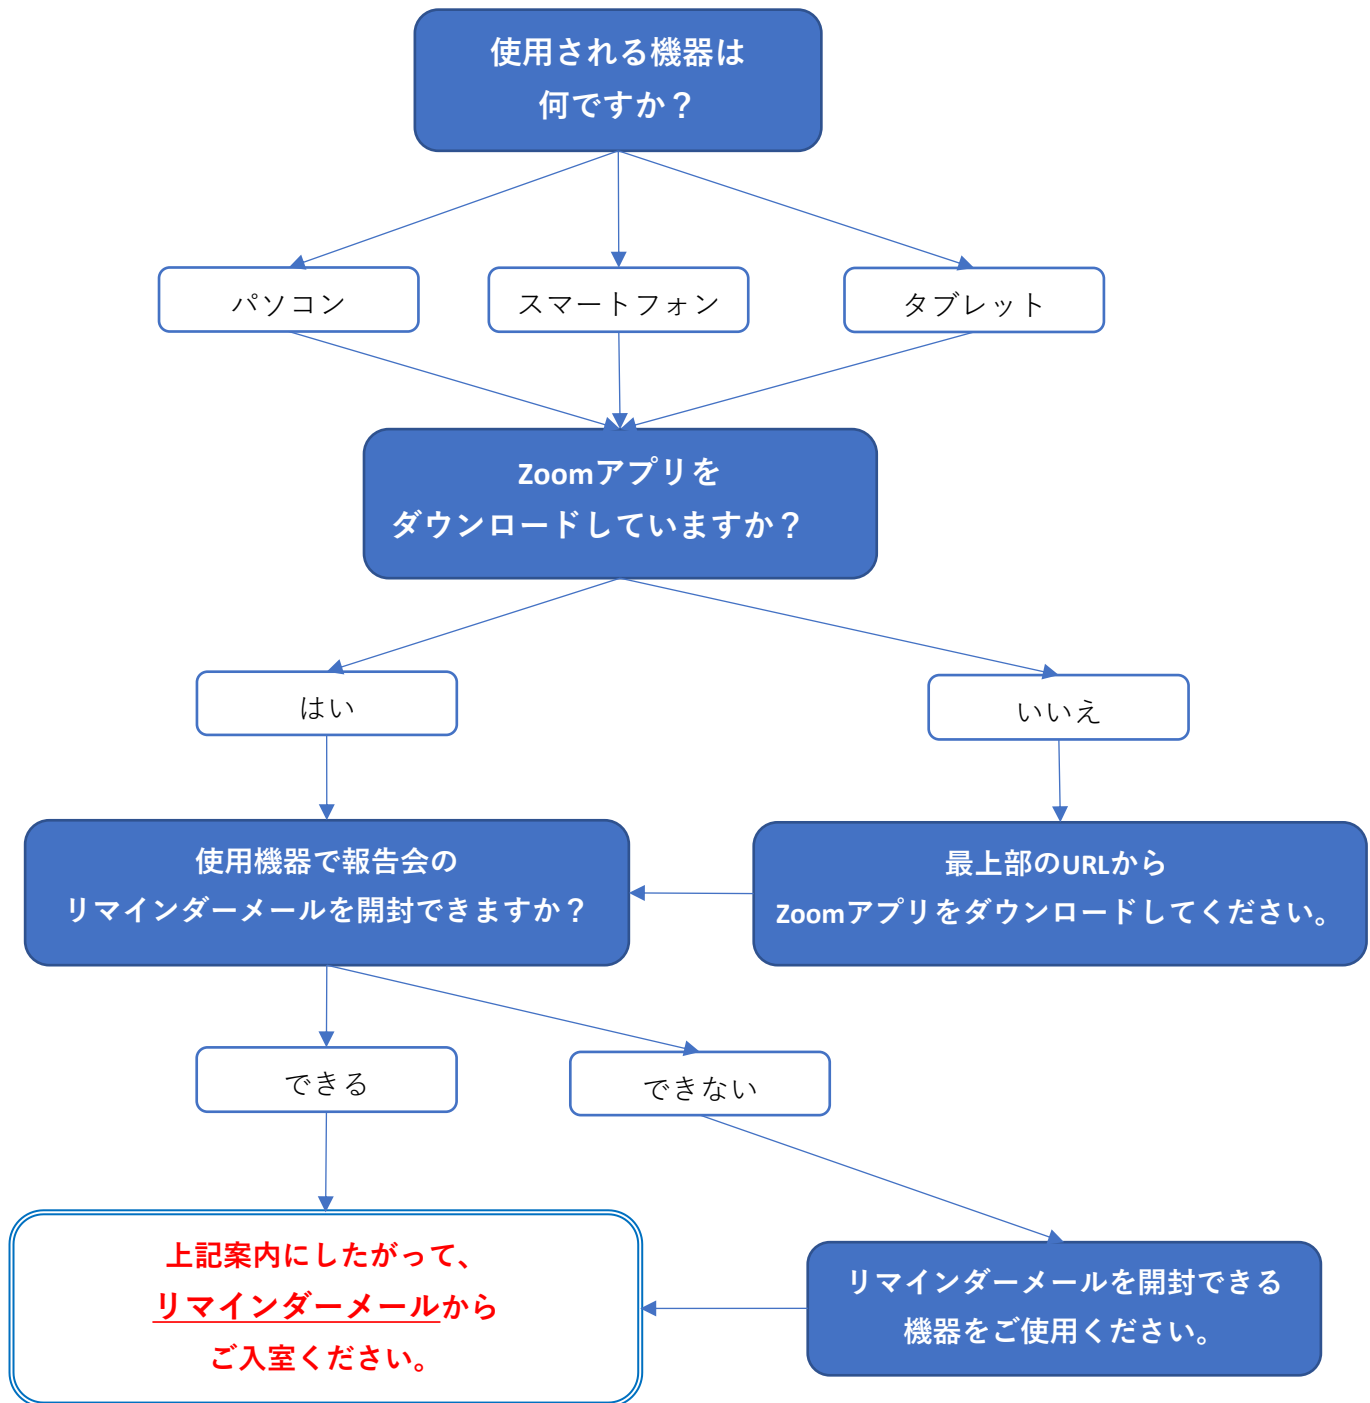 使用される機器は
何ですか？
パソコン
スマートフォン
タブレット
Zoomアプリを
ダウンロードしていますか？
はい
いいえ
使用機器で報告会の
リマインダーメールを開封できますか？
最上部のURLから
Zoomアプリをダウンロードしてください。
できる
できない
上記案内にしたがって、
リマインダーメールから
ご入室ください。
リマインダーメールを開封できる
機器をご使用ください。